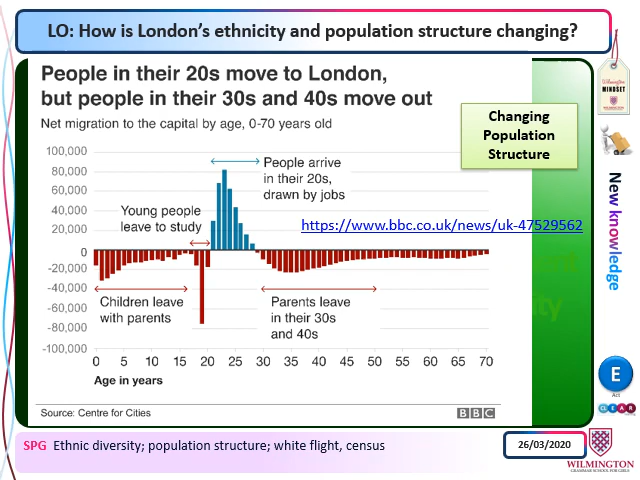 LO: How is London's ethnicity and population structure changing?
People in their 20s move to London,
but people in their 30s and 40s move out
Net migration to the capital by age, 0-70 years old
Changing
Population
Structure
WILMINGTON
MINDSET
New knowledge
100,000
80,000
60,000
40,000
20,000
0
-20,000
-40,000
-60,000
-80,000
-100,000
People arrive
in their 20s,
drawn by jobs
Young people
leave to study
https://www.bbc.co.uk/news/uk-47529562
Children leave
with parents
Parents leave
in their 30s
and 40s
0 5 10 15 20 25 30 35 40 45 50 55 60 65 70
Age in years
Source: Centre for Cities
BBC
E
Act
CLEAR
SPG Ethnic diversity; population structure; white flight, census
26/03/2020
WILMINGTON
GRAMMAR SCHOOL FOR GIRLS